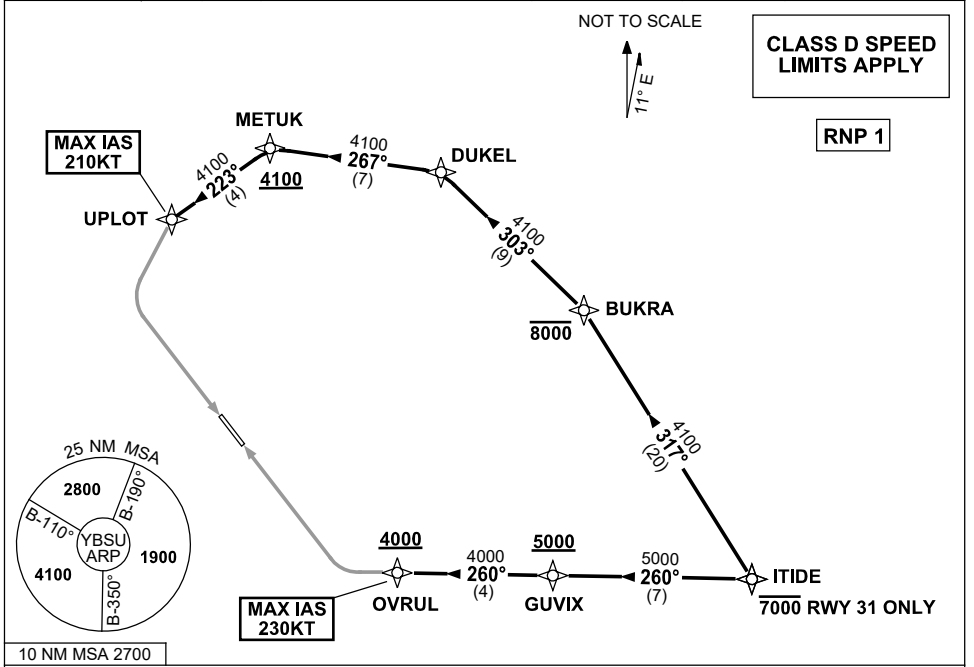 NOT TO SCALE
CLASS D SPEED
LIMITS APPLY
11° E
RNP 1
METUK
MAX IAS
210KT
4100
223°
(4)
4100
4100
267°
(7)
DUKEL
UPLOT
4100
303°
(9)
BUKRA
8000
4100
317°
(20)
25 NM MSA
2800
B-190°
B-110°
YBSU
ARP
1900
4100
B-350°
4000
4000
260°
(4)
5000
5000
260°
(7)
ITIDE
OVRUL
GUVIX
7000 RWY 31 ONLY
MAX IAS
230KT
10 NM MSA 2700